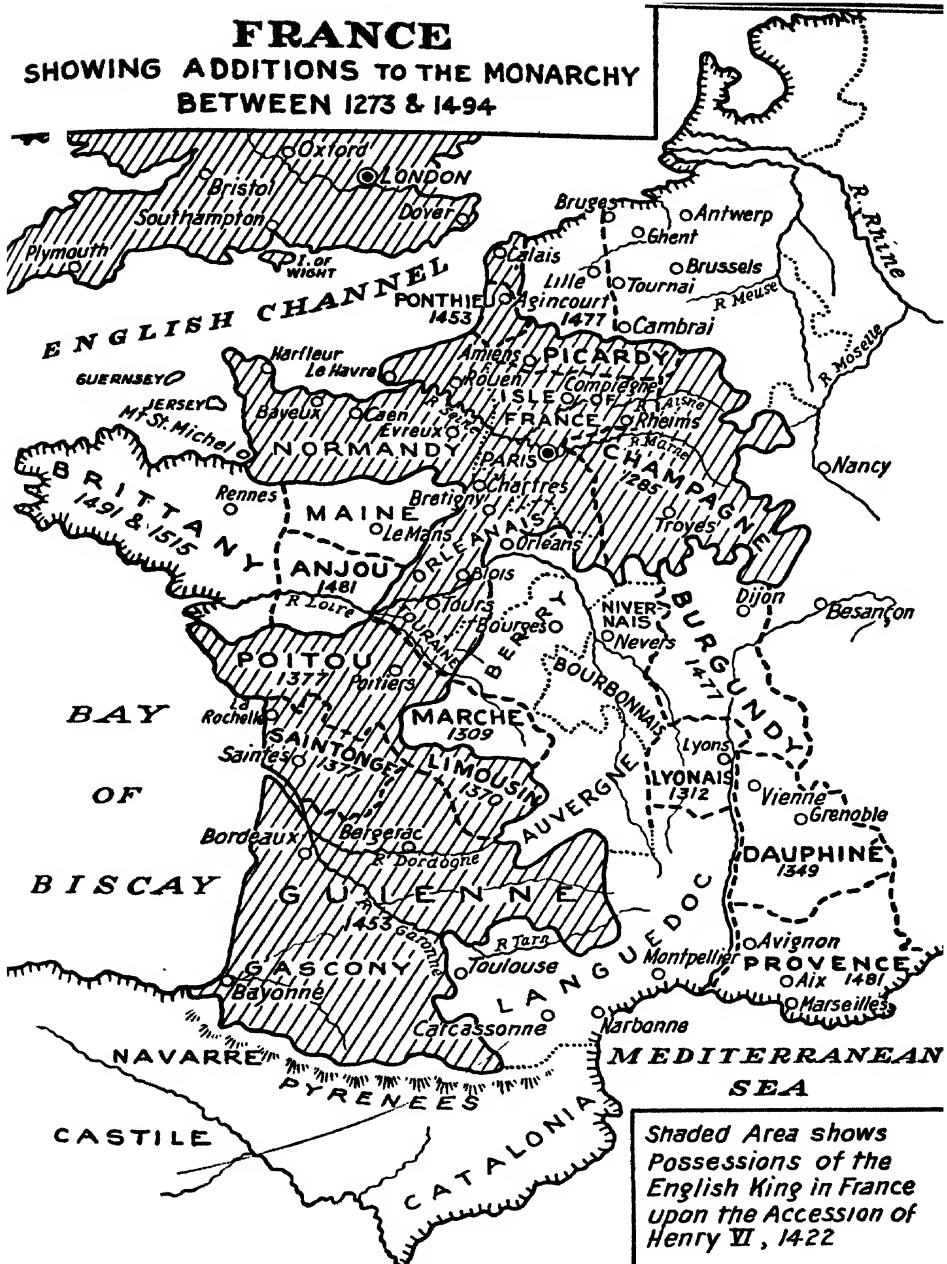 FRANCE
SHOWING ADDITIONS TO THE MONARCHY
BETWEEN 1273 & 1494
Oxford
LONDON
Bristol
Southampton
Dover
Plymouth
I. OF
WIGHT
ENGLISH CHANNEL
Bruges
Antwerp
Ghent
R. Rhine
Calais
Lille
Brussels
Tournai
R Meuse
PONTHIEU
1453
Agincourt
1477
Cambrai
R Moselle
Harfleur
Le Havre
Amiens
PICARDY
GUERNSEY
Rouen
Compiegne
ISLE OF
FRANCE
R Aisne
JERSEY
Bayeux
Caen
R Seine
Evreux
Rheims
R Marne
Mt St. Michel
NORMANDY
PARIS
CHAMPAGNE
1285
Nancy
BRITTANY
1491 & 1515
Rennes
MAINE
Le Mans
Chartres
Bretigny
Troyes
ORLEANAIS
Orleans
ANJOU
1481
Blois
R Loire
Tours
TOURAINE
Bourges
BERRY
NIVER-
NAIS
Nevers
BURGUNDY
1477
Dijon
Besançon
POITOU
1377
Poitiers
BOURBONNAIS
BAY
OF
BISCAY
La
Rochelle
MARCHE
1309
SAINTONGE
1377
Saintes
LIMOUSIN
1370
AUVERGNE
Lyons
LYONAIS
1312
Vienne
Grenoble
Bordeaux
Bergerac
R Dordogne
DAUPHINE
1349
GUIENNE
1453
R Garonne
R Tarn
LANGUEDOC
Avignon
GASCONY
Bayonne
Toulouse
Montpellier
PROVENCE
1481
Aix
Marseilles
Carcassonne
Narbonne
NAVARRE
PYRENEES
MEDITERRANEAN
SEA
CASTILE
CATALONIA
Shaded Area shows
Possessions of the
English King in France
upon the Accession of
Henry VI, 1422